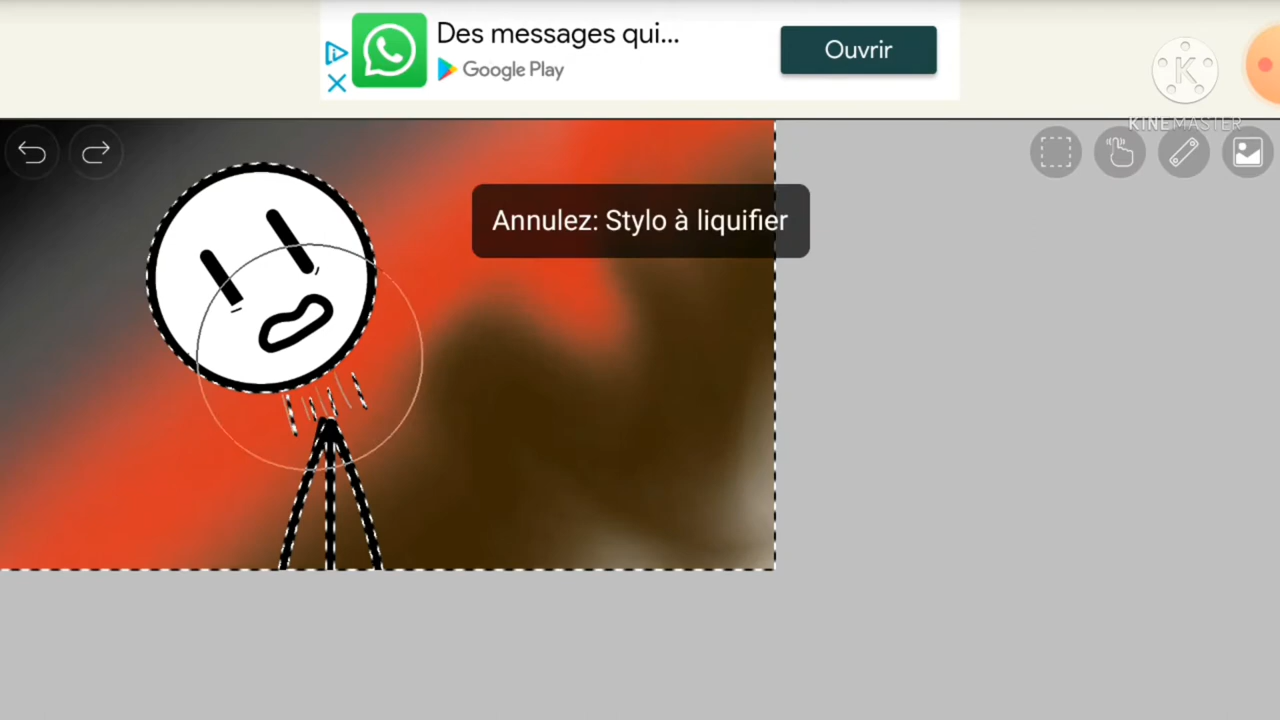 Des messages qui...
Google Play
Ouvrir
K
KINEMASTER
Annulez: Stylo à liquifier